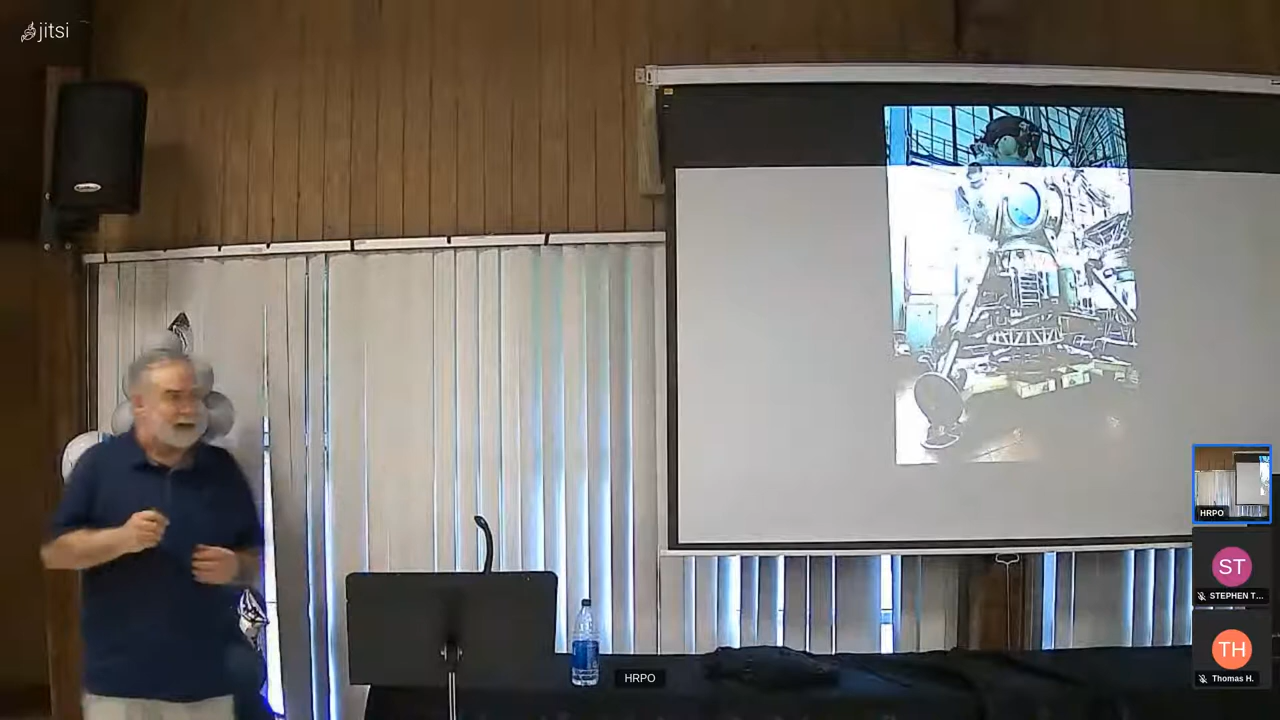 jitsi
HRPO
HRPO
ST
STEPHEN T...
TH
Thomas H.